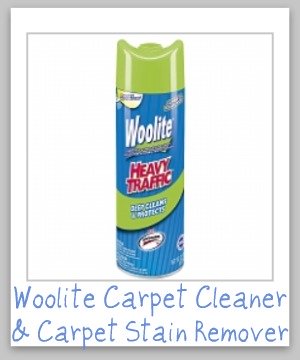 Woolite
HEAVY
TRAFFIC
DEEP CLEANS
& PROTECTS
Woolite Carpet Cleaner
& Carpet Stain Remover